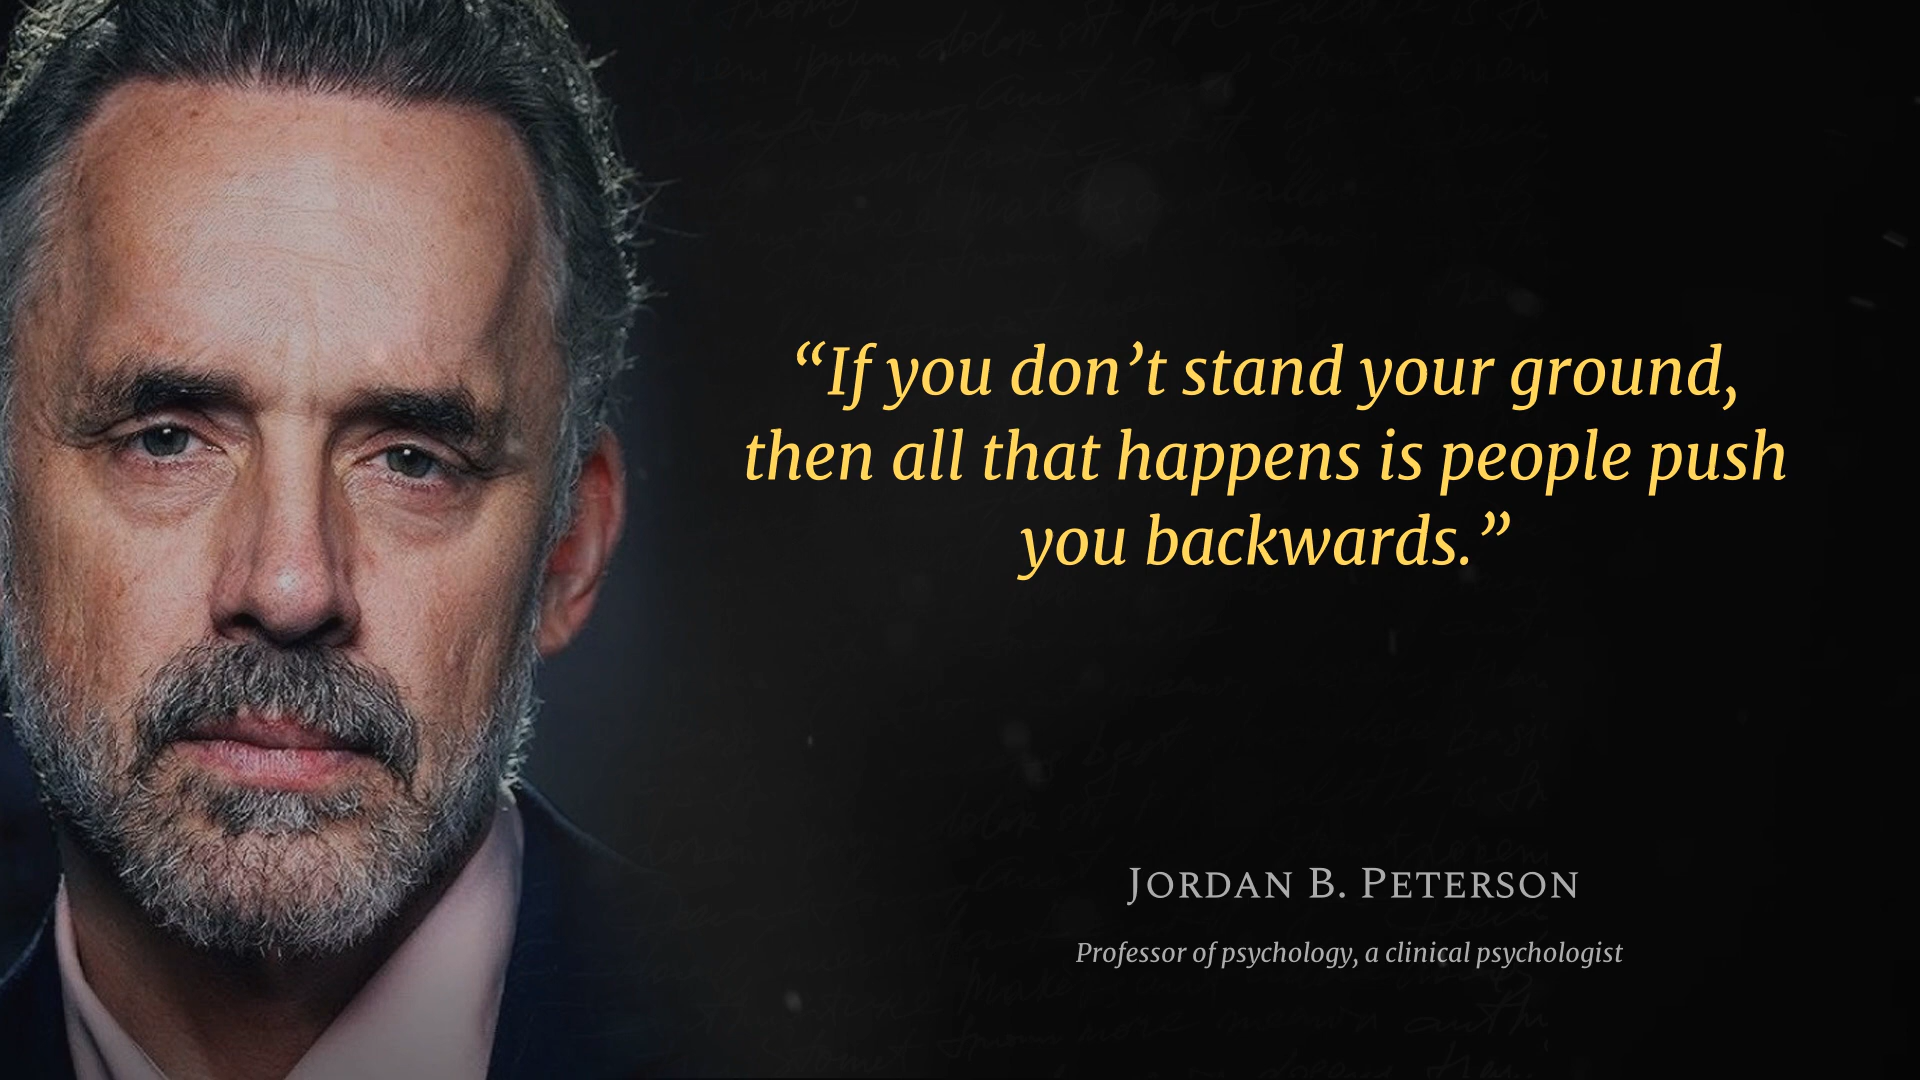 “If you don’t stand your ground,
then all that happens is people push
you backwards.”
Jordan B. Peterson
Professor of psychology, a clinical psychologist